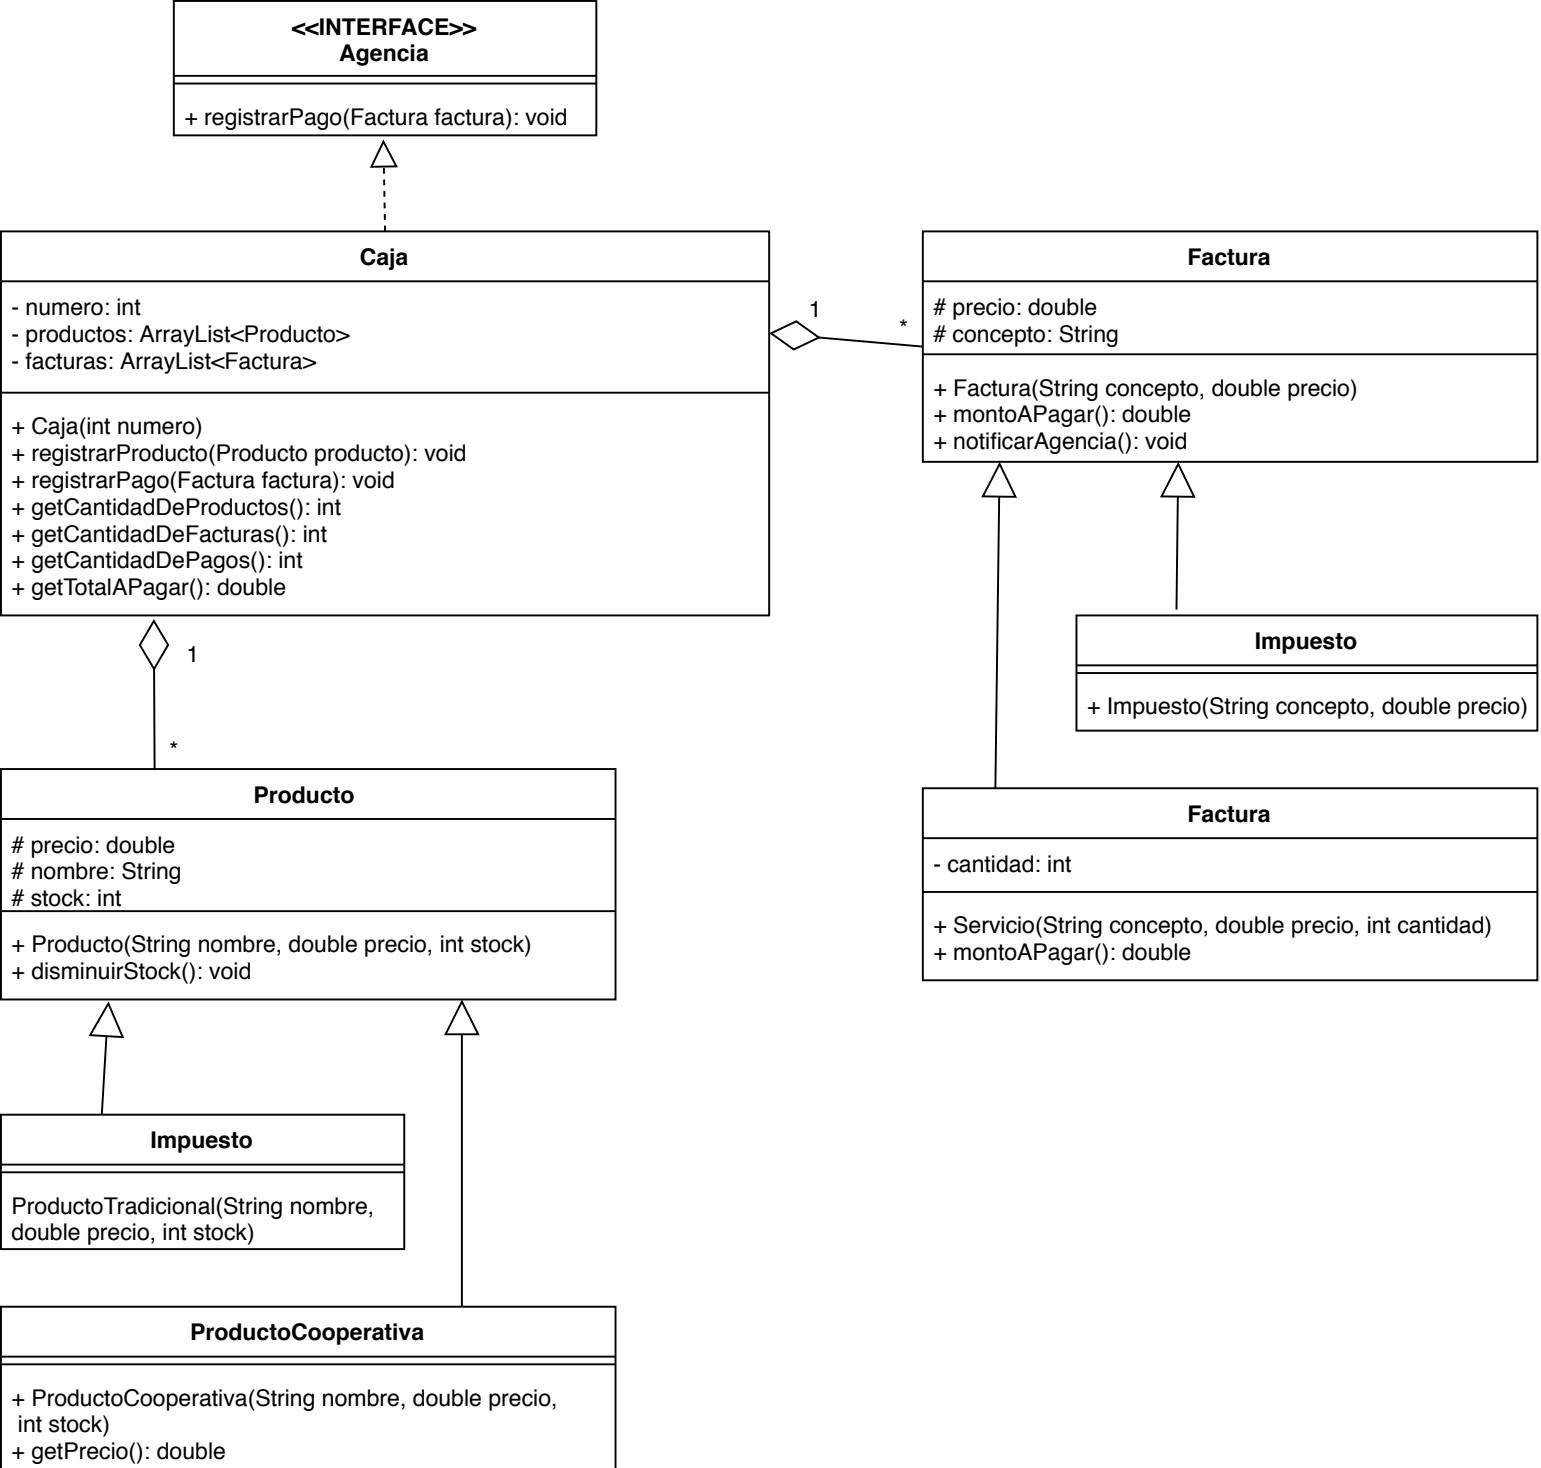 <<INTERFACE>>
Agencia
+ registrarPago(Factura factura): void
Caja
- numero: int
- productos: ArrayList<Producto>
- facturas: ArrayList<Factura>
+ Caja(int numero)
+ registrarProducto(Producto producto): void
+ registrarPago(Factura factura): void
+ getCantidadDeProductos(): int
+ getCantidadDeFacturas(): int
+ getCantidadDePagos(): int
+ getTotalAPagar(): double
1
*
Factura
# precio: double
# concepto: String
+ Factura(String concepto, double precio)
+ montoAPagar(): double
+ notificarAgencia(): void
1
*
Impuesto
+ Impuesto(String concepto, double precio)
Producto
# precio: double
# nombre: String
# stock: int
+ Producto(String nombre, double precio, int stock)
+ disminuirStock(): void
Factura
- cantidad: int
+ Servicio(String concepto, double precio, int cantidad)
+ montoAPagar(): double
Impuesto
ProductoTradicional(String nombre,
double precio, int stock)
ProductoCooperativa
+ ProductoCooperativa(String nombre, double precio,
int stock)
+ getPrecio(): double